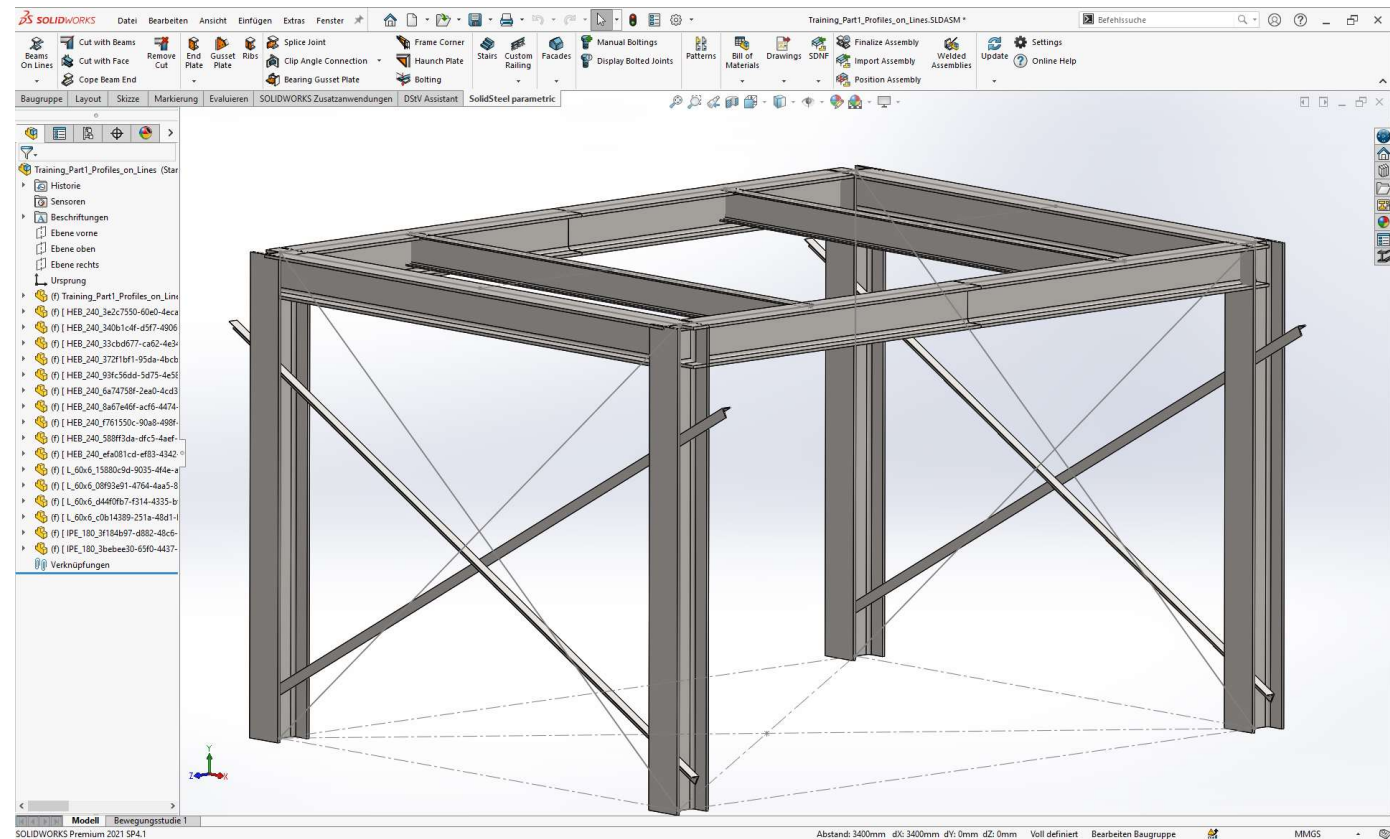 SOLIDWORKS Datei Bearbeiten Ansicht Einfügen Extras Fenster
Training_Part1_Profiles_on_Lines.SLDASM *
Befehlssuche
Beams On Lines
Cut with Beams
Cut with Face
Cope Beam End
Remove Cut
End Plate
Gusset Plate
Ribs
Splice Joint
Clip Angle Connection
Bearing Gusset Plate
Frame Corner
Haunch Plate
Bolting
Stairs
Custom Railing
Facades
Manual Boltings
Display Bolted Joints
Patterns
Bill of Materials
Drawings
SDNF
Finalize Assembly
Import Assembly
Position Assembly
Welded Assemblies
Update
Settings
Online Help
Baugruppe Layout Skizze Markierung Evaluieren SOLIDWORKS Zusatzanwendungen DStV Assistant SolidSteel parametric
Training_Part1_Profiles_on_Lines (Star
Historie
Sensoren
Beschriftungen
Ebene vorne
Ebene oben
Ebene rechts
Ursprung
(f) Training_Part1_Profiles_on_Line
(f) [ HEB_240_3e2c7550-60e0-4eca
(f) [ HEB_240_340b1c4f-d5f7-4906
(f) [ HEB_240_33cbd677-ca62-4e34
(f) [ HEB_240_372f1bf1-95da-4bcb
(f) [ HEB_240_93fc56dd-5d75-4e58
(f) [ HEB_240_6a74758f-2ea0-4cd3
(f) [ HEB_240_8a67e46f-acf6-4474-
(f) [ HEB_240_f761550c-90a8-498f-
(f) [ HEB_240_588ff3da-dfc5-4aef-
(f) [ HEB_240_efa081cd-ef83-4342-
(f) [ L_60x6_15880c9d-9035-4f4e-a
(f) [ L_60x6_08f93e91-4764-4aa5-8
(f) [ L_60x6_d44f0fb7-f314-4335-b
(f) [ L_60x6_c0b14389-251a-48d1-
(f) [ IPE_180_3f184b97-d882-48c6-
(f) [ IPE_180_3bebee30-65f0-4437-
Verknüpfungen
Y
Z X
Modell Bewegungsstudie 1
SOLIDWORKS Premium 2021 SP4.1
Abstand: 3400mm dX: 3400mm dY: 0mm dZ: 0mm Voll definiert Bearbeiten Baugruppe MMGS